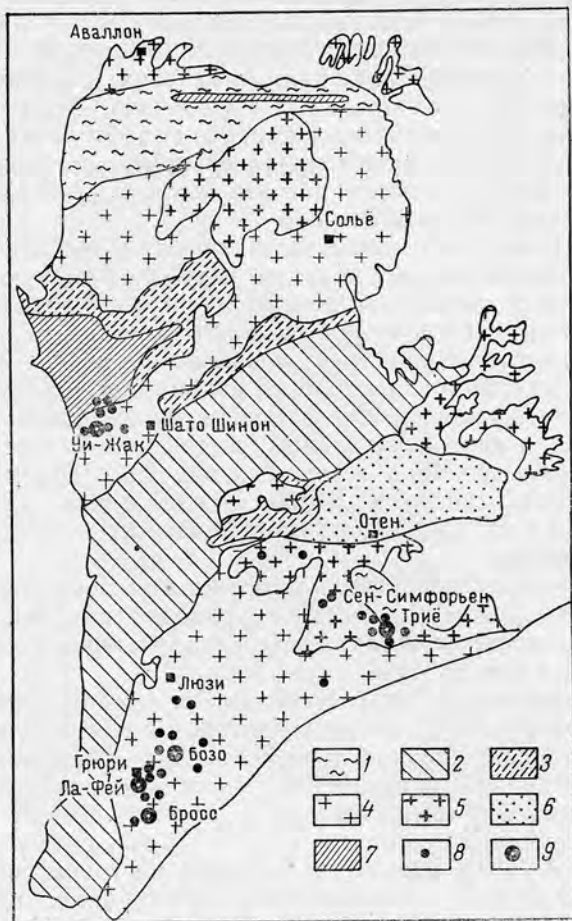 Аваллон
Сольё
Шато Шинон
Уи-Жак
Отен
Сен-Симфорьен
Триё
Люзи
Бозо
Грюри
Ла-Фей
Бросс
1 2 3
4 5 6
7 8 9